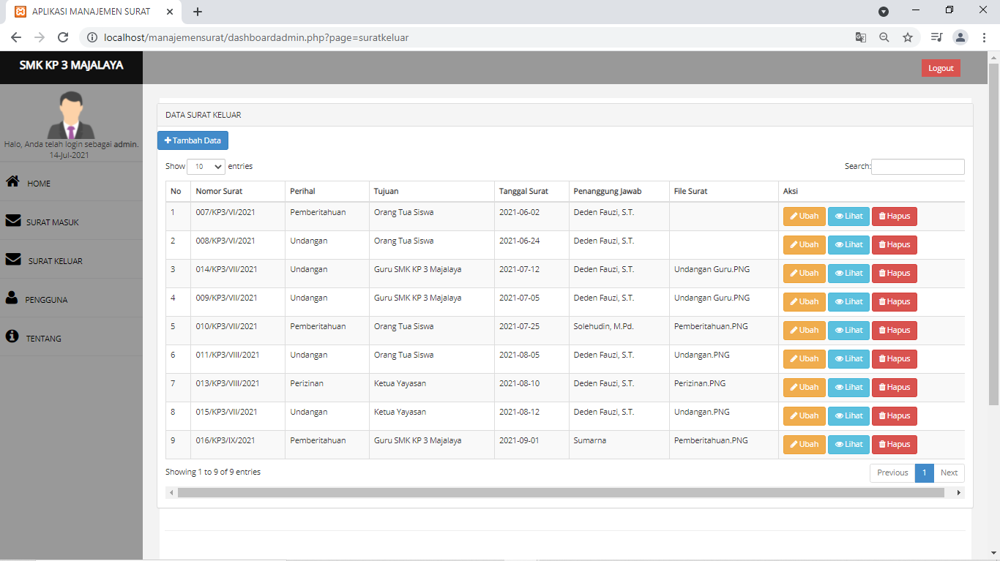 APLIKASI MANAJEMEN SURAT
localhost/manajemensurat/dashboardadmin.php?page=suratkeluar
SMK KP 3 MAJALAYA
Logout
Halo, Anda telah login sebagai admin.
14-Jul-2021
HOME
SURAT MASUK
SURAT KELUAR
PENGGUNA
TENTANG
DATA SURAT KELUAR
Tambah Data
Show 10 entries Search:
No Nomor Surat Perihal Tujuan Tanggal Surat Penanggung Jawab File Surat Aksi
1 007/KP3/VI/2021 Pemberitahuan Orang Tua Siswa 2021-06-02 Deden Fauzi, S.T. Ubah Lihat Hapus
2 008/KP3/VI/2021 Undangan Orang Tua Siswa 2021-06-24 Deden Fauzi, S.T. Ubah Lihat Hapus
3 014/KP3/VII/2021 Undangan Guru SMK KP 3 Majalaya 2021-07-12 Deden Fauzi, S.T. Undangan Guru.PNG Ubah Lihat Hapus
4 009/KP3/VII/2021 Undangan Guru SMK KP 3 Majalaya 2021-07-05 Deden Fauzi, S.T. Undangan Guru.PNG Ubah Lihat Hapus
5 010/KP3/VII/2021 Pemberitahuan Orang Tua Siswa 2021-07-25 Solehudin, M.Pd. Pemberitahuan.PNG Ubah Lihat Hapus
6 011/KP3/VIII/2021 Undangan Orang Tua Siswa 2021-08-05 Deden Fauzi, S.T. Undangan.PNG Ubah Lihat Hapus
7 013/KP3/VIII/2021 Perizinan Ketua Yayasan 2021-08-10 Deden Fauzi, S.T. Perizinan.PNG Ubah Lihat Hapus
8 015/KP3/VII/2021 Undangan Ketua Yayasan 2021-08-12 Deden Fauzi, S.T. Undangan.PNG Ubah Lihat Hapus
9 016/KP3/IX/2021 Pemberitahuan Guru SMK KP 3 Majalaya 2021-09-01 Sumarna Pemberitahuan.PNG Ubah Lihat Hapus
Showing 1 to 9 of 9 entries Previous 1 Next